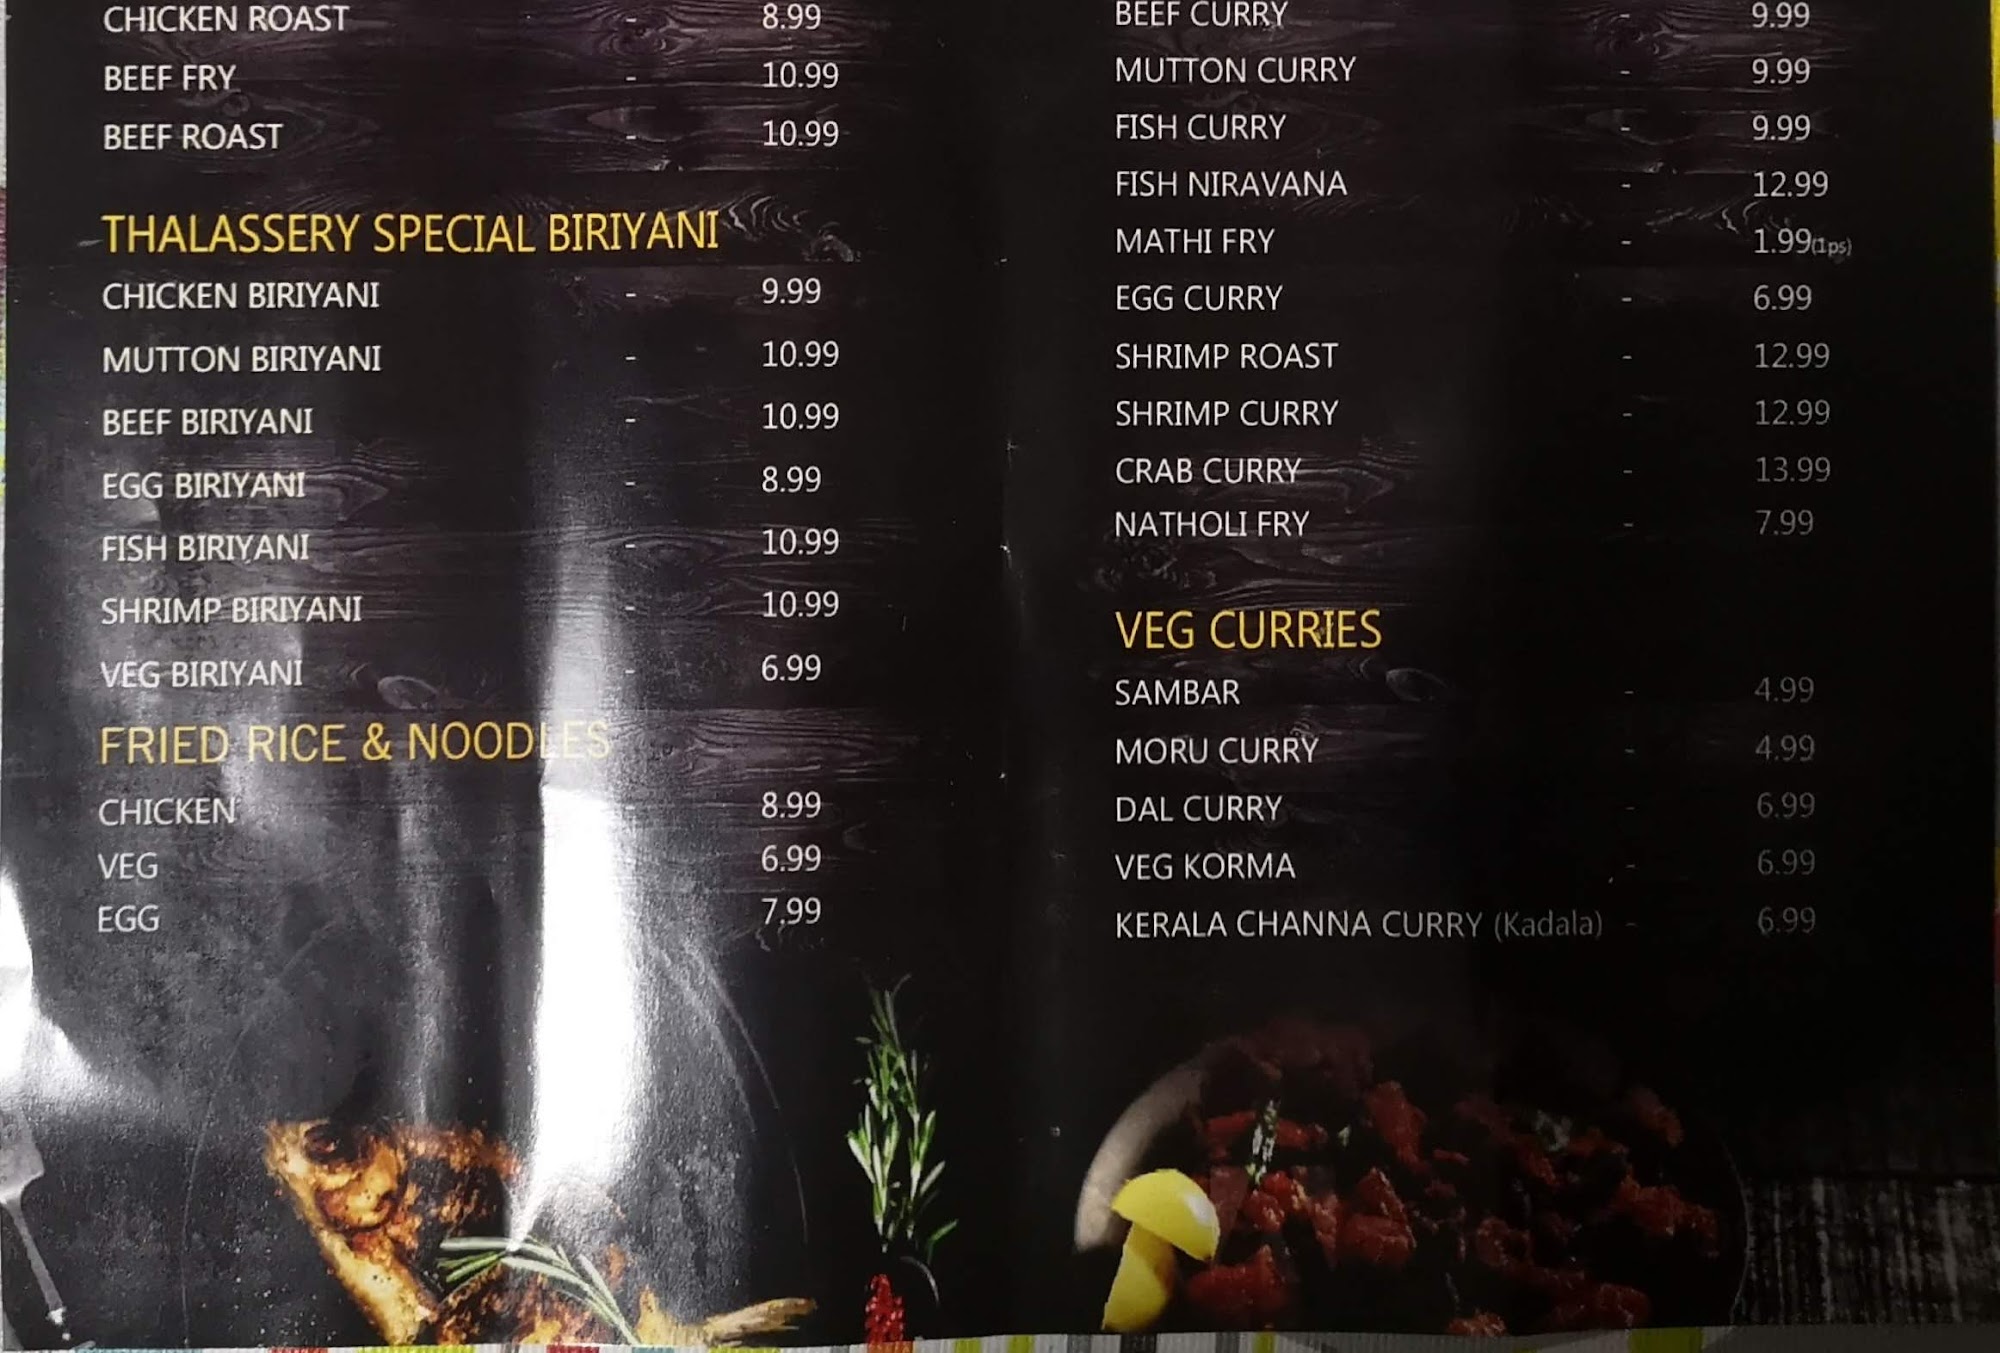 CHICKEN ROAST - 8.99
BEEF FRY - 10.99
BEEF ROAST - 10.99
THALASSERY SPECIAL BIRIYANI
CHICKEN BIRIYANI - 9.99
MUTTON BIRIYANI - 10.99
BEEF BIRIYANI - 10.99
EGG BIRIYANI - 8.99
FISH BIRIYANI - 10.99
SHRIMP BIRIYANI - 10.99
VEG BIRIYANI - 6.99
FRIED RICE & NOODLES
CHICKEN 8.99
VEG 6.99
EGG 7.99
BEEF CURRY - 9.99
MUTTON CURRY - 9.99
FISH CURRY - 9.99
FISH NIRAVANA - 12.99
MATHI FRY - 1.99(1ps)
EGG CURRY - 6.99
SHRIMP ROAST - 12.99
SHRIMP CURRY - 12.99
CRAB CURRY - 13.99
NATHOLI FRY - 7.99
VEG CURRIES
SAMBAR - 4.99
MORU CURRY - 4.99
DAL CURRY - 6.99
VEG KORMA - 6.99
KERALA CHANNA CURRY (Kadala) - 6.99